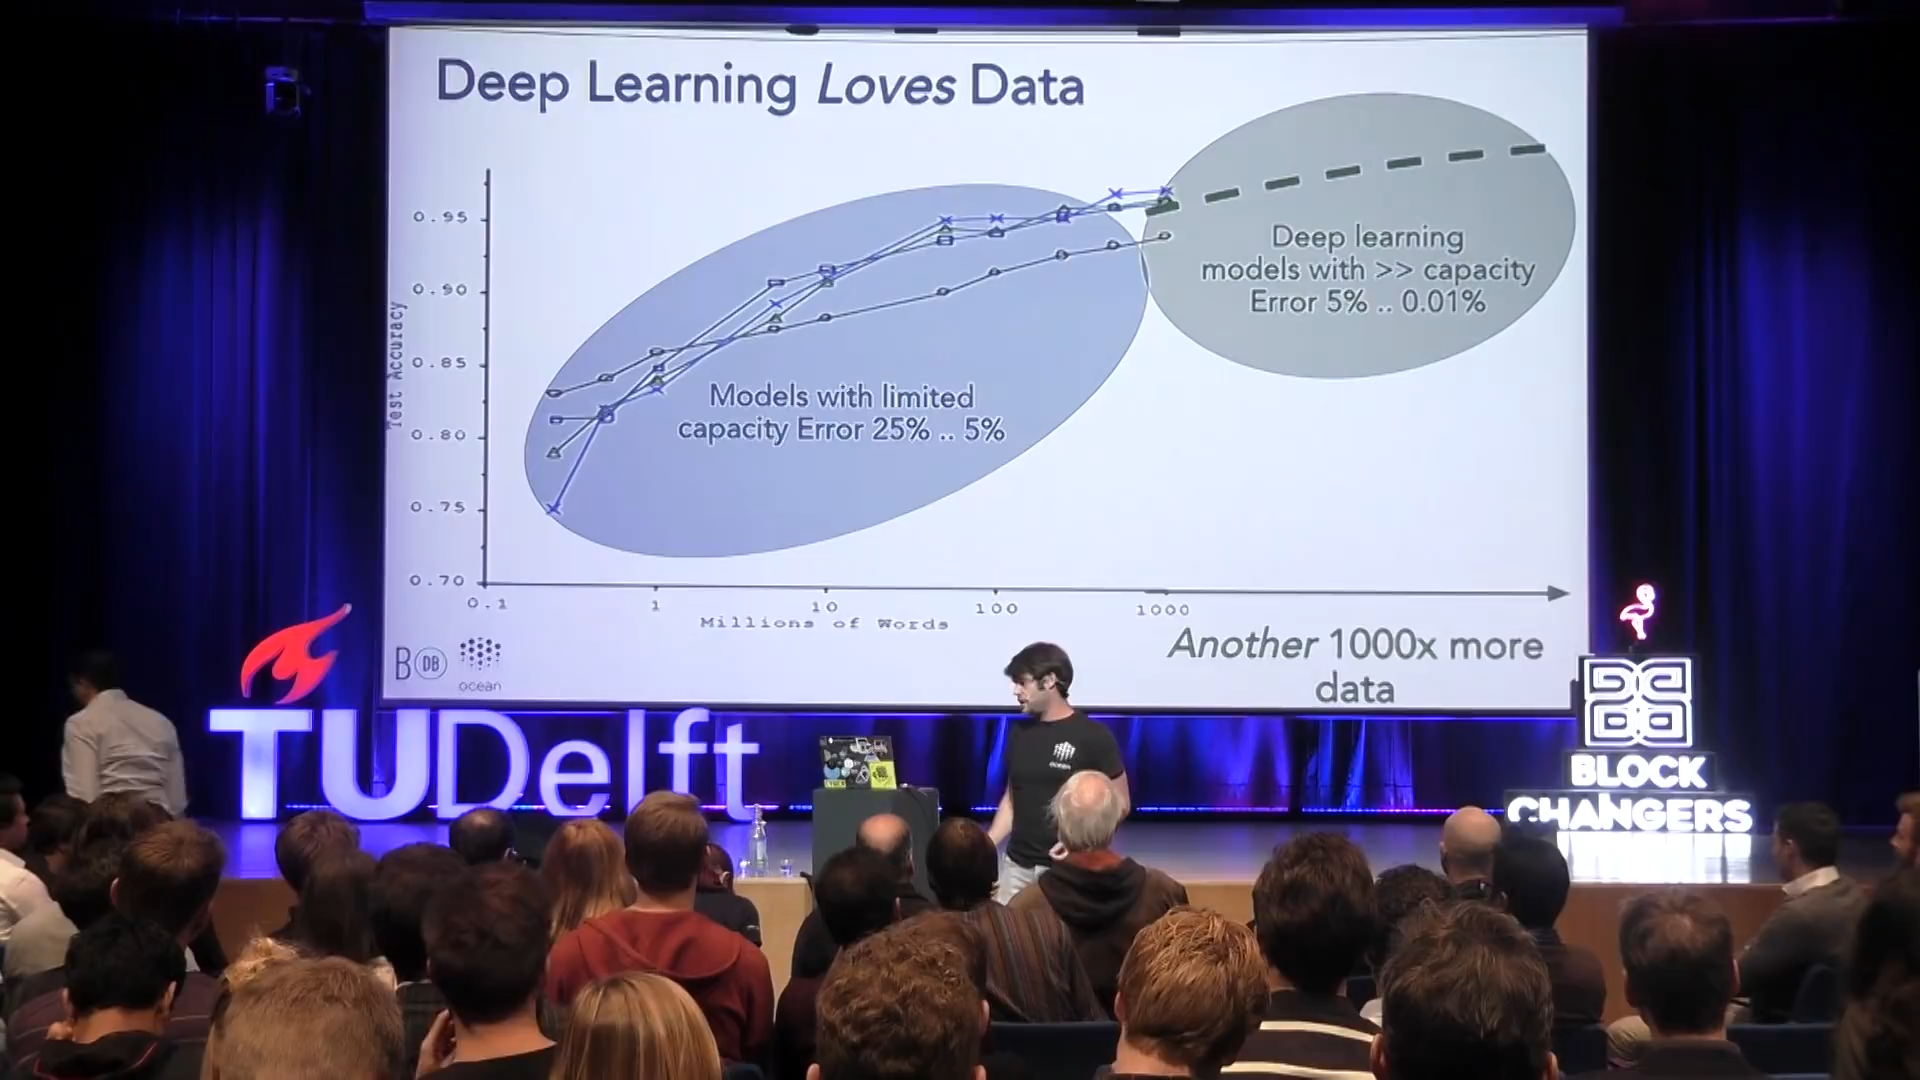 Deep Learning Loves Data
0.95
0.90
0.85
0.80
0.75
0.70
Test Accuracy
0.1
1
10
100
1000
Millions of Words
Models with limited
capacity Error 25% .. 5%
Deep learning
models with >> capacity
Error 5% .. 0.01%
Another 1000x more
data
B DB
ocean
TUDelft
ocean
BLOCK
CHANGERS